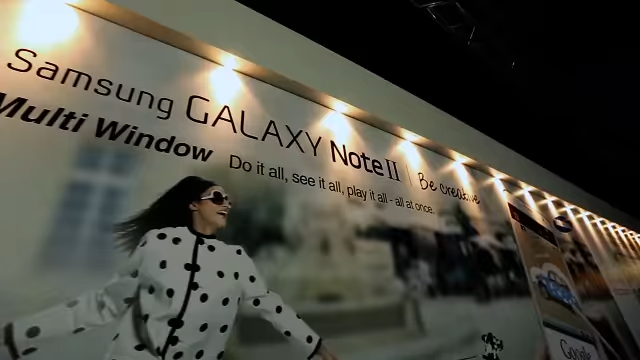 Samsung GALAXY Note II | Be creative
Multi Window
Do it all, see it all, play it all - all at once.
Google